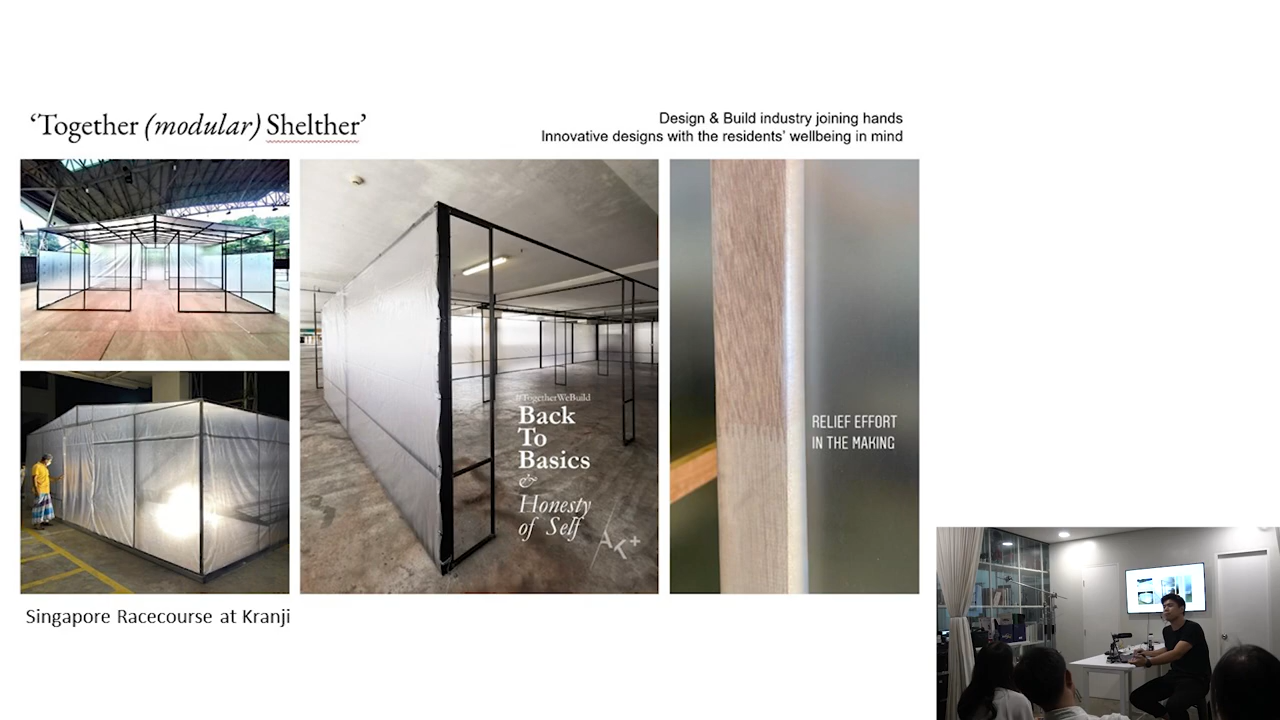 ‘Together (modular) Shelther’
Design & Build industry joining hands
Innovative designs with the residents’ wellbeing in mind
#TogetherWeBuild
Back
To
Basics
&
Honesty
of Self
AK+
RELIEF EFFORT
IN THE MAKING
Singapore Racecourse at Kranji